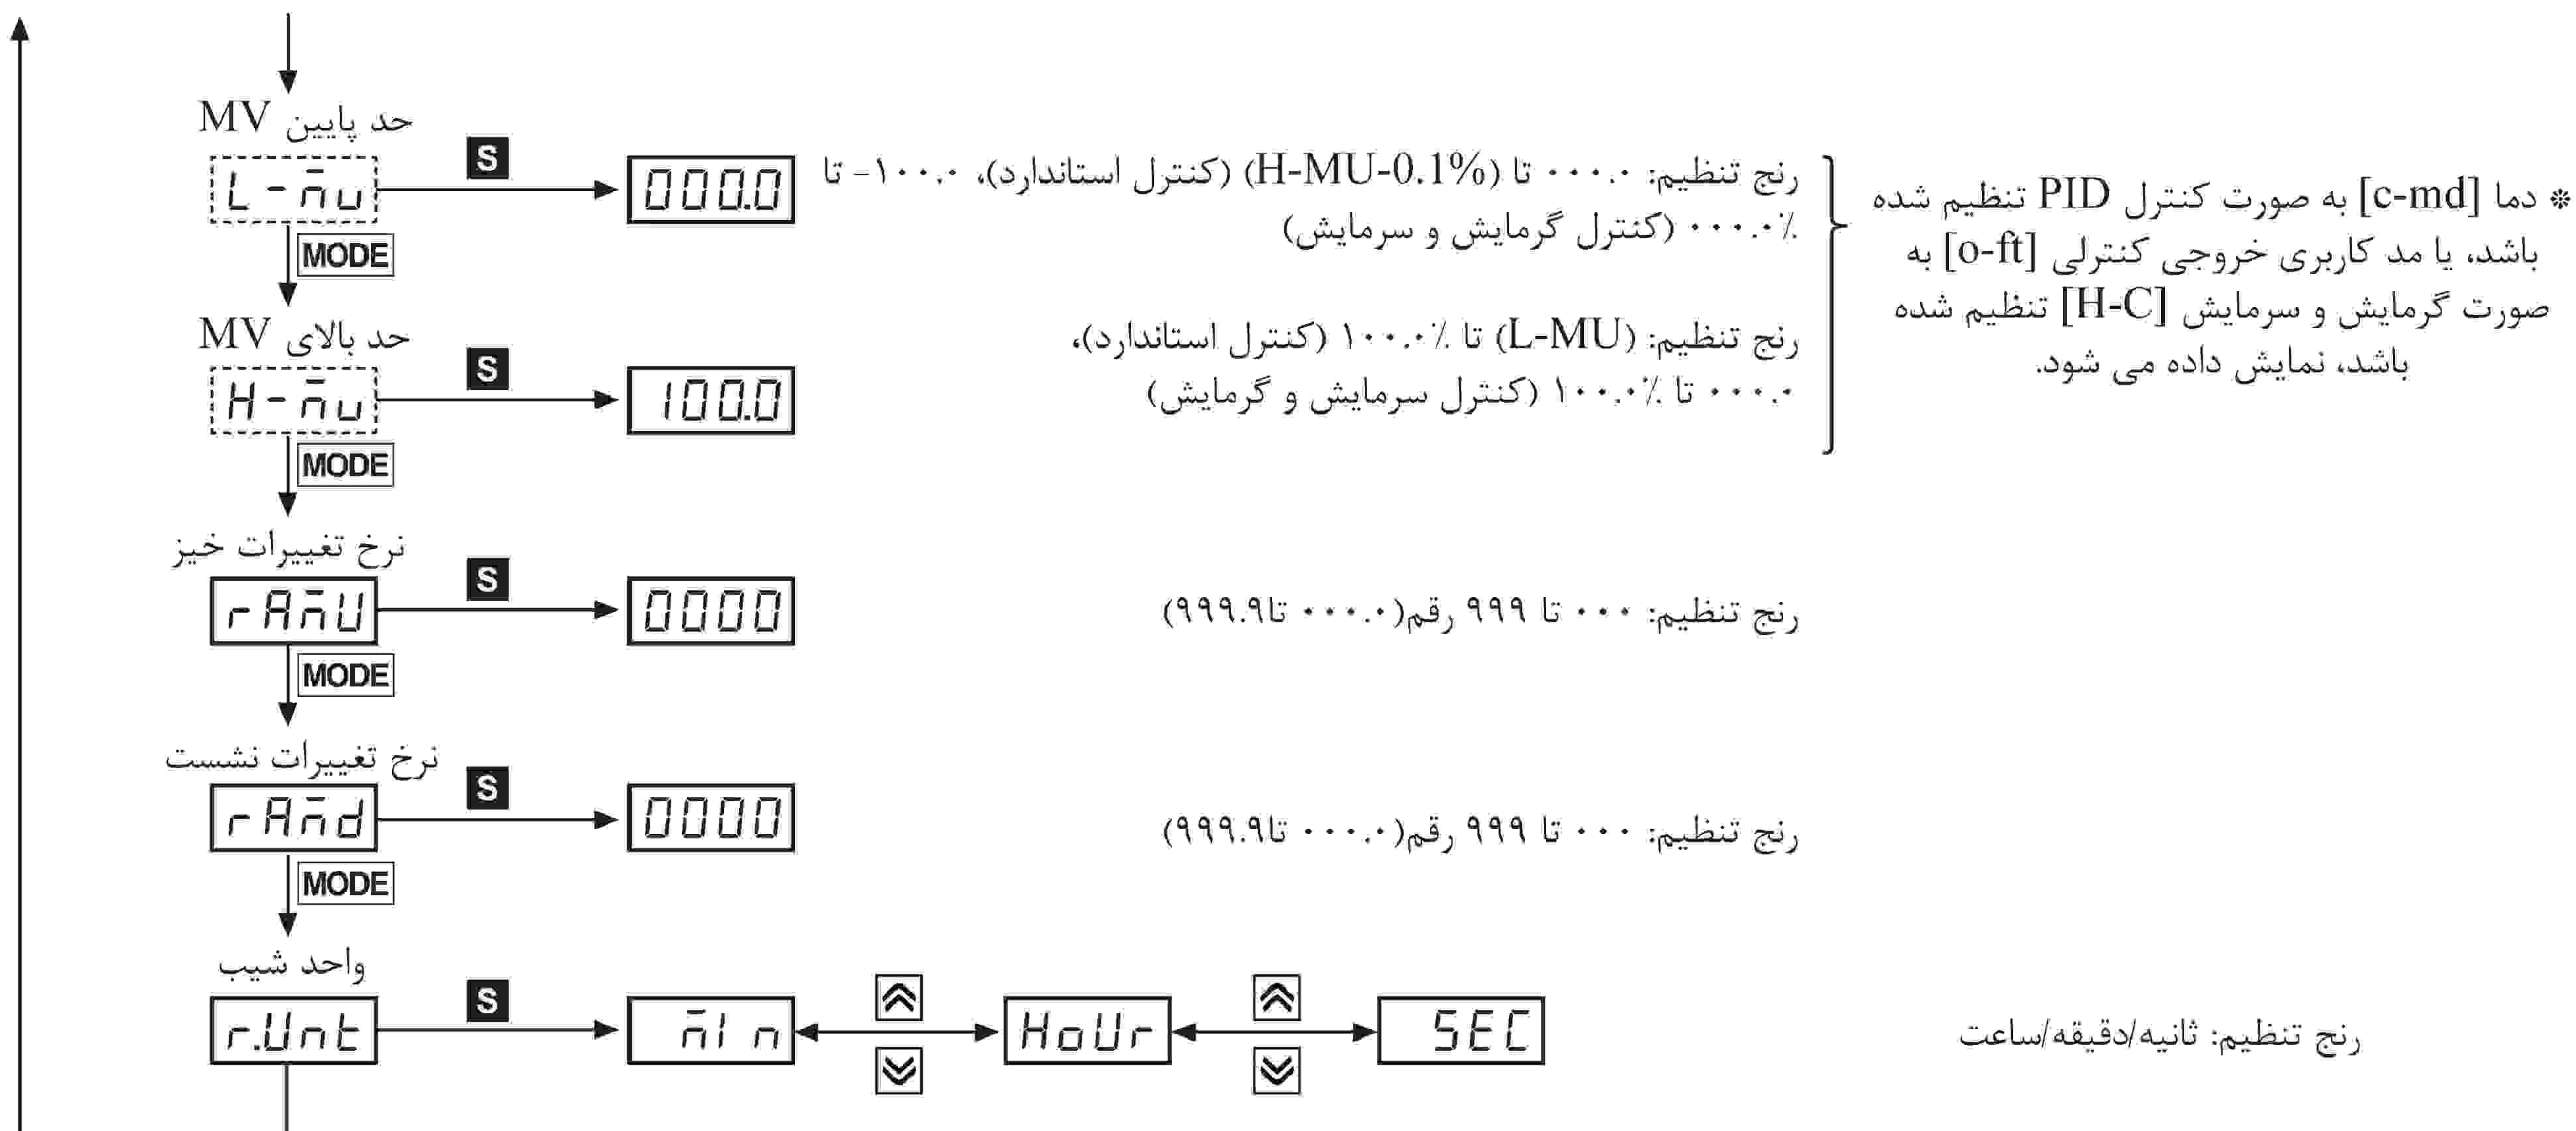 حد پایین MV
S
L-mu
000.0
رنج تنظیم: ۰۰۰.۰ تا (H-MU-0.1%) (کنترل استاندارد)، ۱۰۰.۰- تا
۰۰۰.۰٪ (کنترل گرمایش و سرمایش)
* دما [c-md] به صورت کنترل PID تنظیم شده
باشد، یا مد کاربری خروجی کنترلی [o-ft] به
صورت گرمایش و سرمایش [H-C] تنظیم شده
باشد، نمایش داده می شود.
MODE
حد بالای MV
S
H-mu
100.0
رنج تنظیم: (L-MU) تا ۱۰۰.۰٪ (کنترل استاندارد)،
۰۰۰.۰ تا ۱۰۰.۰٪ (کنترل سرمایش و گرمایش)
MODE
نرخ تغییرات خیز
S
rAmU
0000
رنج تنظیم: ۰۰۰ تا ۹۹۹ رقم(۰۰۰.۰ تا۹۹۹.۹)
MODE
نرخ تغییرات نشست
S
rAmd
0000
رنج تنظیم: ۰۰۰ تا ۹۹۹ رقم(۰۰۰.۰ تا۹۹۹.۹)
MODE
واحد شیب
S
r.Unt
mIn
HoUr
SEC
رنج تنظیم: ثانیه/دقیقه/ساعت